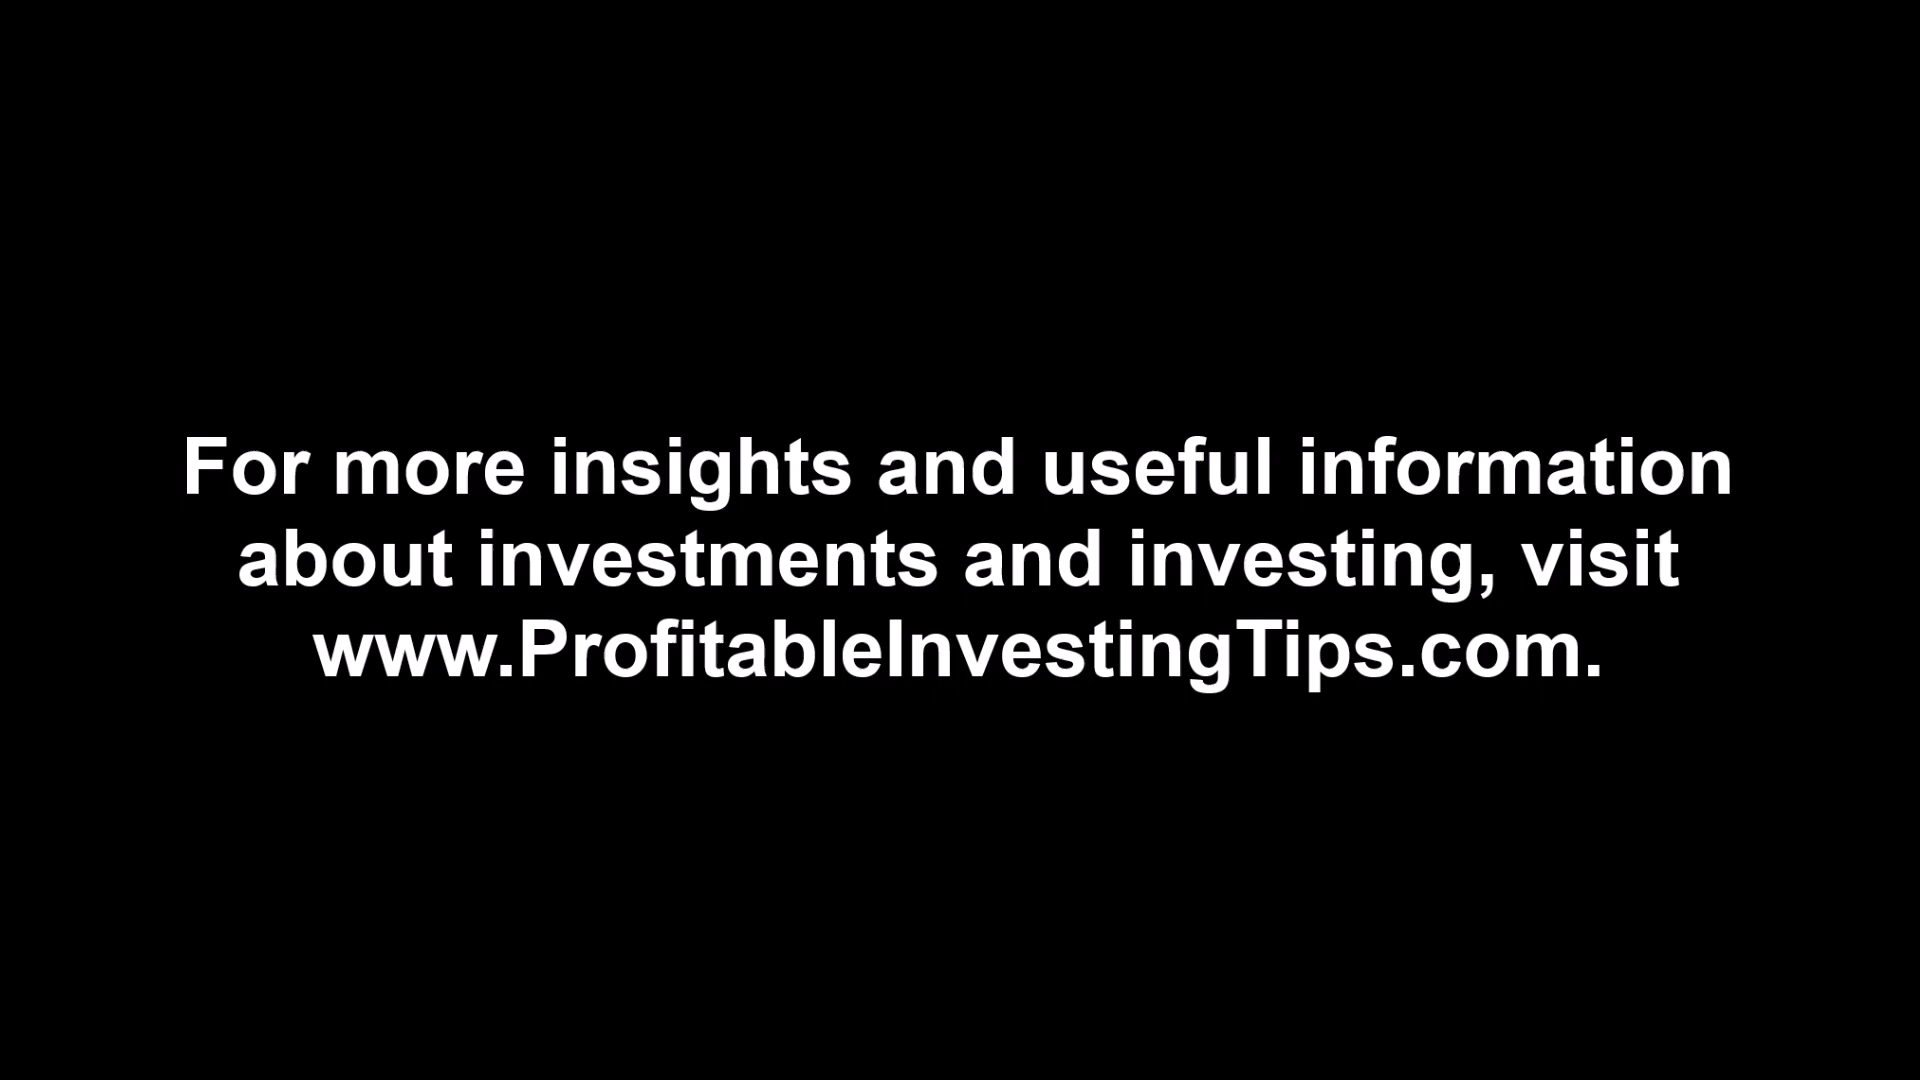 For more insights and useful information
about investments and investing, visit
www.ProfitableInvestingTips.com.